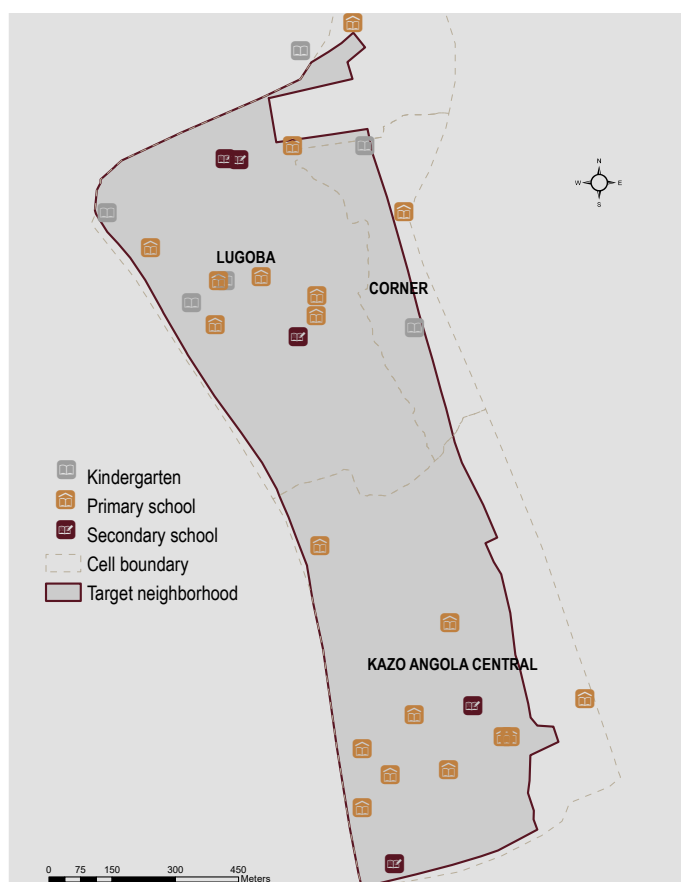 N
W E
S
LUGOBA
CORNER
Kindergarten
Primary school
Secondary school
Cell boundary
Target neighborhood
KAZO ANGOLA CENTRAL
0 75 150 300 450
Meters